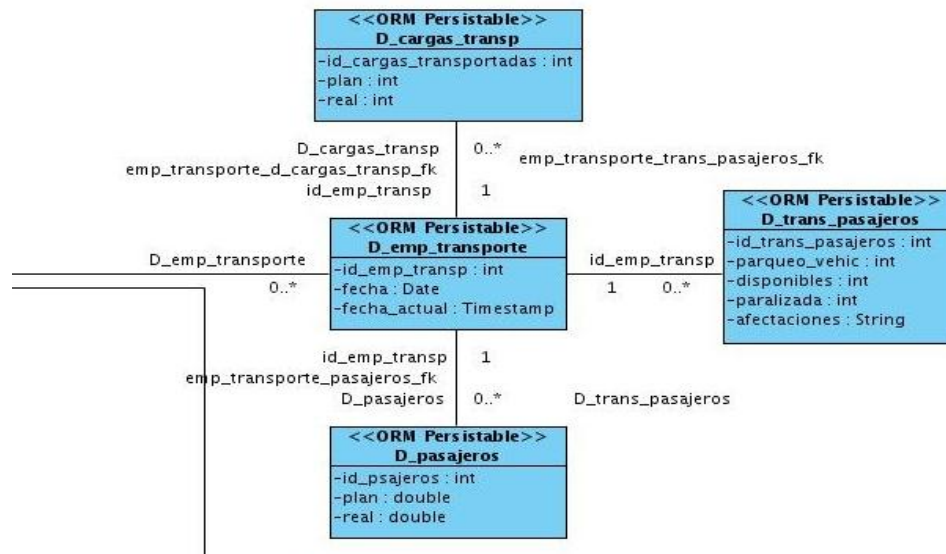 <<ORM Persistable>>
D_cargas_transp
-id_cargas_transportadas : int
-plan : int
-real : int
D_cargas_transp
0..*
emp_transporte_trans_pasajeros_fk
emp_transporte_d_cargas_transp_fk
id_emp_transp
1
<<ORM Persistable>>
D_trans_pasajeros
-id_trans_pasajeros : int
-parqueo_vehic : int
-disponibles : int
-paralizada : int
-afectaciones : String
<<ORM Persistable>>
D_emp_transporte
-id_emp_transp : int
-fecha : Date
-fecha_actual : Timestamp
D_emp_transporte
0..*
id_emp_transp
1
0..*
id_emp_transp
1
emp_transporte_pasajeros_fk
D_pasajeros
0..*
D_trans_pasajeros
<<ORM Persistable>>
D_pasajeros
-id_psajeros : int
-plan : double
-real : double